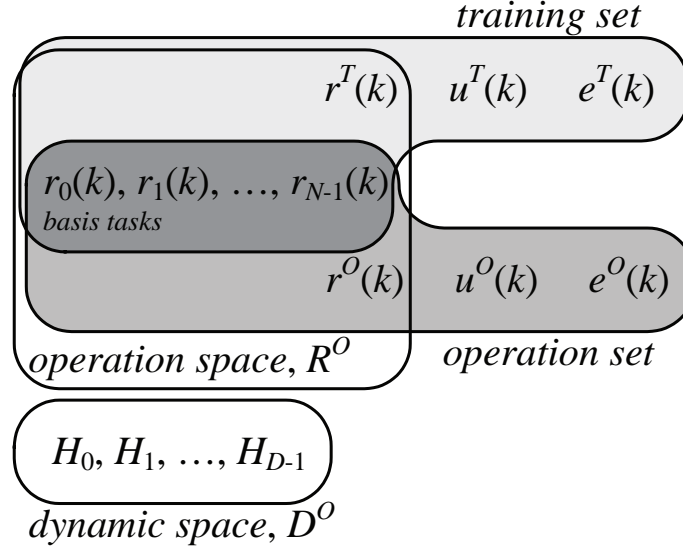 training set
r^T(k) u^T(k) e^T(k)
r_0(k), r_1(k), …, r_{N-1}(k)
basis tasks
r^O(k) u^O(k) e^O(k)
operation space, R^O
operation set
H_0, H_1, …, H_{D-1}
dynamic space, D^O